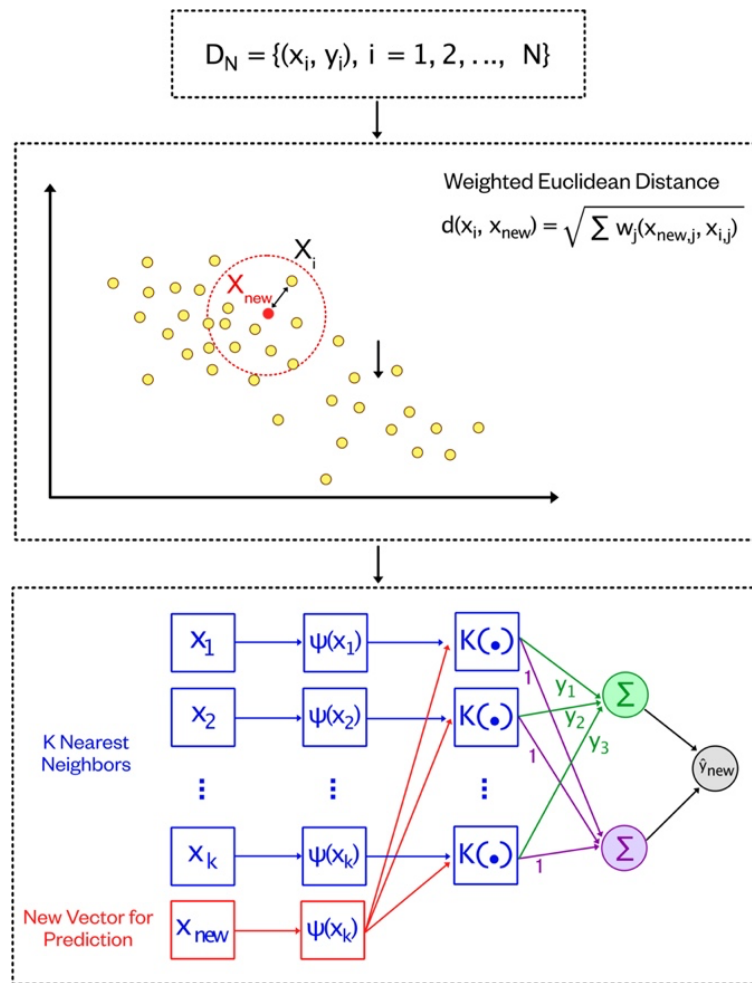 D_N = {(x_i, y_i), i = 1, 2, ..., N}
Weighted Euclidean Distance
d(x_i, x_new) = √∑ w_j(x_new,j, x_i,j)
X_i
X_new
x_1
ψ(x_1)
K(•)
1
y_1
∑
x_2
ψ(x_2)
K(•)
1
y_2
y_3
K Nearest
Neighbors
ŷ_new
x_k
ψ(x_k)
K(•)
1
∑
New Vector for
Prediction
x_new
ψ(x_k)